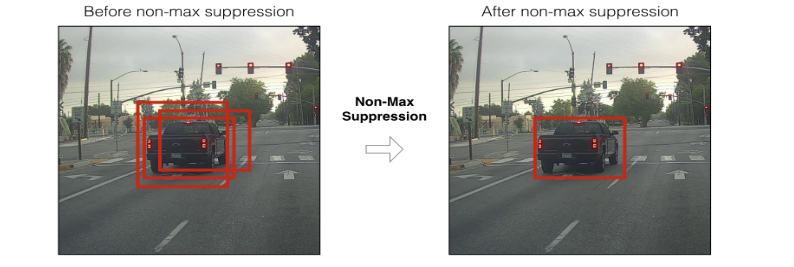 Before non-max suppression
After non-max suppression
Non-Max
Suppression